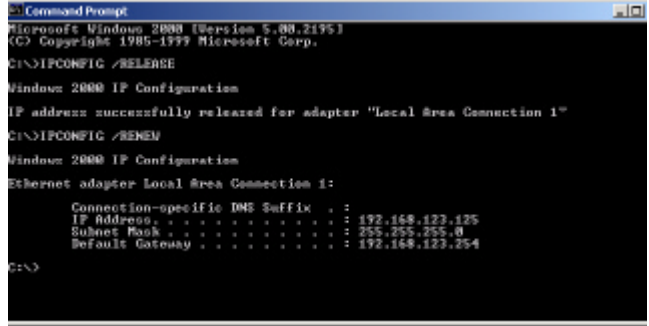 Command Prompt
Microsoft Windows 2000 [Version 5.00.2195]
(C) Copyright 1985-1999 Microsoft Corp.
C:\>IPCONFIG /RELEASE
Windows 2000 IP Configuration
IP address successfully released for adapter "Local Area Connection 1"
C:\>IPCONFIG /RENEW
Windows 2000 IP Configuration
Ethernet adapter Local Area Connection 1:
Connection-specific DNS Suffix . :
IP Address. . . . . . . . . . . . : 192.168.123.125
Subnet Mask . . . . . . . . . . . : 255.255.255.0
Default Gateway . . . . . . . . . : 192.168.123.254
C:\>